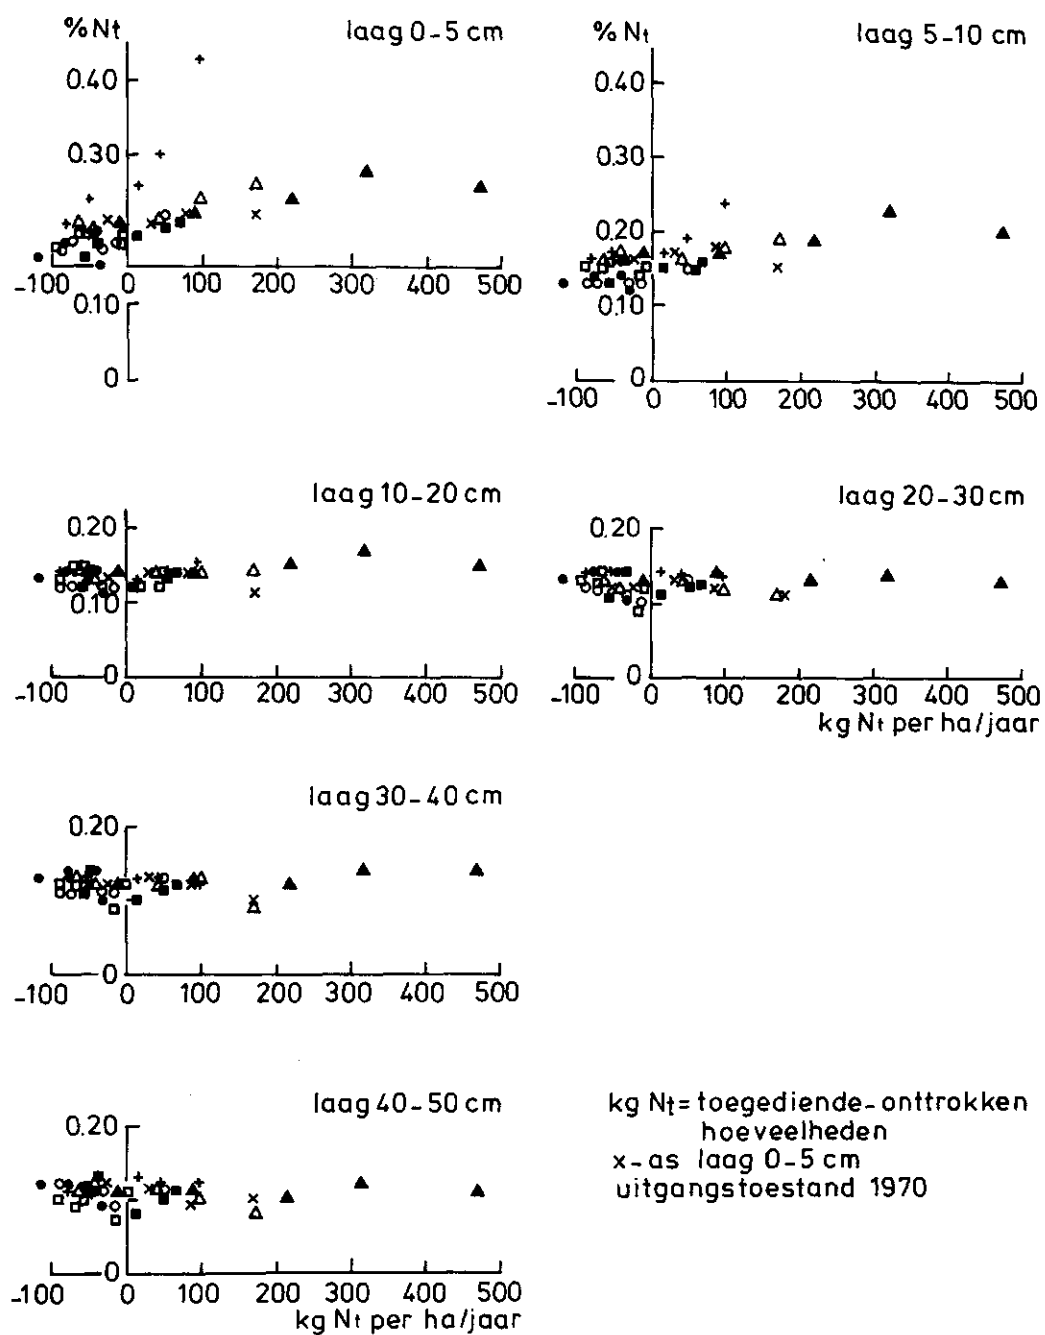 %Nt
laag 0-5 cm
0.40
0.30
-100 0 100 200 300 400 500
0.10
0
%Nt
laag 5-10 cm
0.40
0.30
0.20
0.10
0
-100 0 100 200 300 400 500
laag 10-20 cm
0.20
0.10
0
-100 0 100 200 300 400 500
laag 20-30 cm
0.20
0.10
0
-100 0 100 200 300 400 500
kg Nt per ha/jaar
laag 30-40 cm
0.20
0
-100 0 100 200 300 400 500
laag 40-50 cm
0.20
0
-100 0 100 200 300 400 500
kg Nt per ha/jaar
kg Nt= toegediende-onttrokken
hoeveelheden
x-as laag 0-5 cm
uitgangstoestand 1970